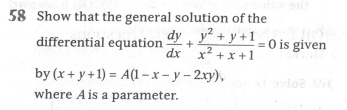 58 Show that the general solution of the
differential equation dy/dx + (y² + y + 1)/(x² + x + 1) = 0 is given
by (x + y + 1) = A(1 – x – y – 2xy),
where A is a parameter.